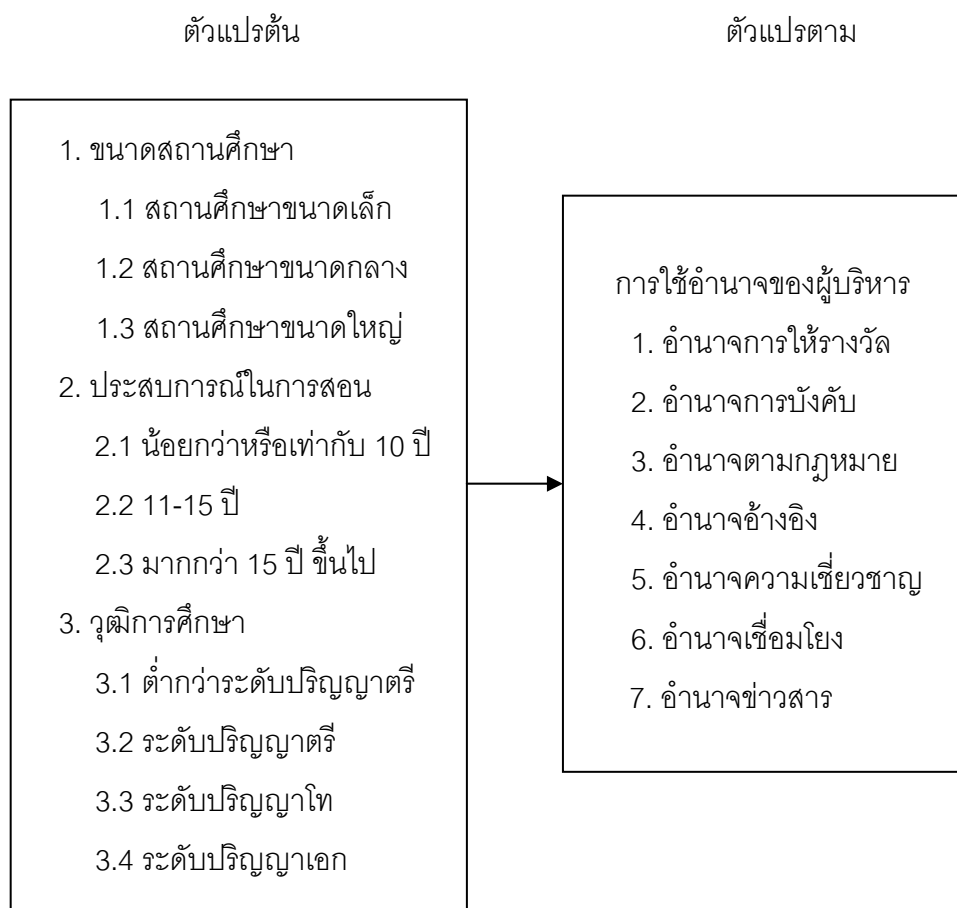 ตัวแปรต้น
ตัวแปรตาม
1. ขนาดสถานศึกษา
1.1 สถานศึกษาขนาดเล็ก
1.2 สถานศึกษาขนาดกลาง
1.3 สถานศึกษาขนาดใหญ่
2. ประสบการณ์ในการสอน
2.1 น้อยกว่าหรือเท่ากับ 10 ปี
2.2 11-15 ปี
2.3 มากกว่า 15 ปี ขึ้นไป
3. วุฒิการศึกษา
3.1 ต่ำกว่าระดับปริญญาตรี
3.2 ระดับปริญญาตรี
3.3 ระดับปริญญาโท
3.4 ระดับปริญญาเอก
การใช้อำนาจของผู้บริหาร
1. อำนาจการให้รางวัล
2. อำนาจการบังคับ
3. อำนาจตามกฎหมาย
4. อำนาจอ้างอิง
5. อำนาจความเชี่ยวชาญ
6. อำนาจเชื่อมโยง
7. อำนาจข่าวสาร